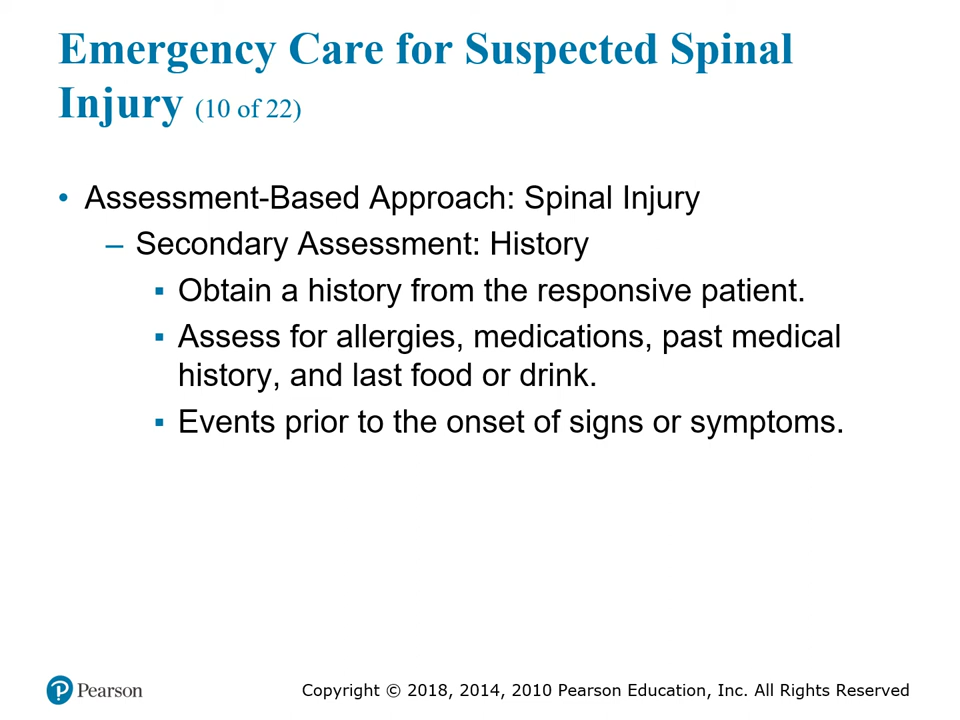 Emergency Care for Suspected Spinal
Injury (10 of 22)
• Assessment-Based Approach: Spinal Injury
– Secondary Assessment: History
▪ Obtain a history from the responsive patient.
▪ Assess for allergies, medications, past medical
history, and last food or drink.
▪ Events prior to the onset of signs or symptoms.
Pearson
Copyright © 2018, 2014, 2010 Pearson Education, Inc. All Rights Reserved